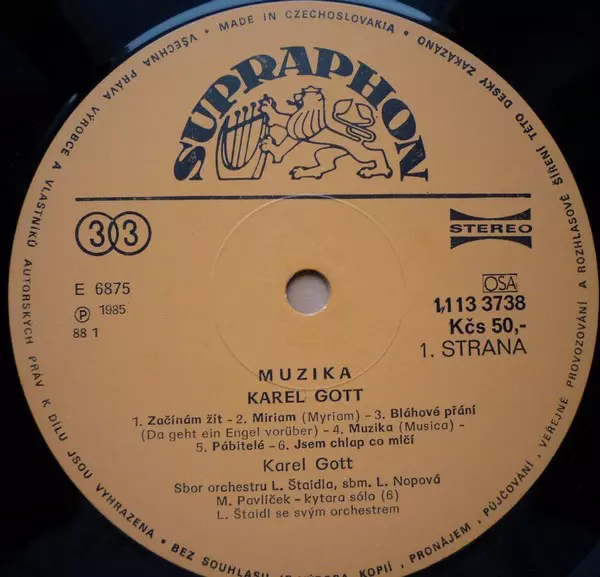 VŠECHNA PRÁVA VÝROBCE A VLASTNÍKŮ AUTORSKÝCH PRÁV K DÍLU JSOU VYHRAZENA • BEZ SOUHLASU KOPIÍ, PRONÁJEM, PŮJČOVÁNÍ, VEŘEJNÉ PROVOZOVÁNÍ A ROZHLASOVÉ ŠÍŘENÍ TÉTO DESKY ZAKÁZÁNO
• MADE IN CZECHOSLOVAKIA •
SUPRAPHON
33
STEREO
E 6875
℗ 1985
88 1
OSA
1,113 3738
Kčs 50,-
1. STRANA
MUZIKA
KAREL GOTT
1. Začínám žít – 2. Miriam (Myriam) – 3. Bláhové přání
(Da geht ein Engel vorüber) – 4. Muzika (Musica) –
5. Pábitelé – 6. Jsem chlap co mlčí
Karel Gott
Sbor orchestru L. Štaidla, sbm. L. Nopová
M. Pavlíček – kytara sólo (6)
L. Štaidl se svým orchestrem